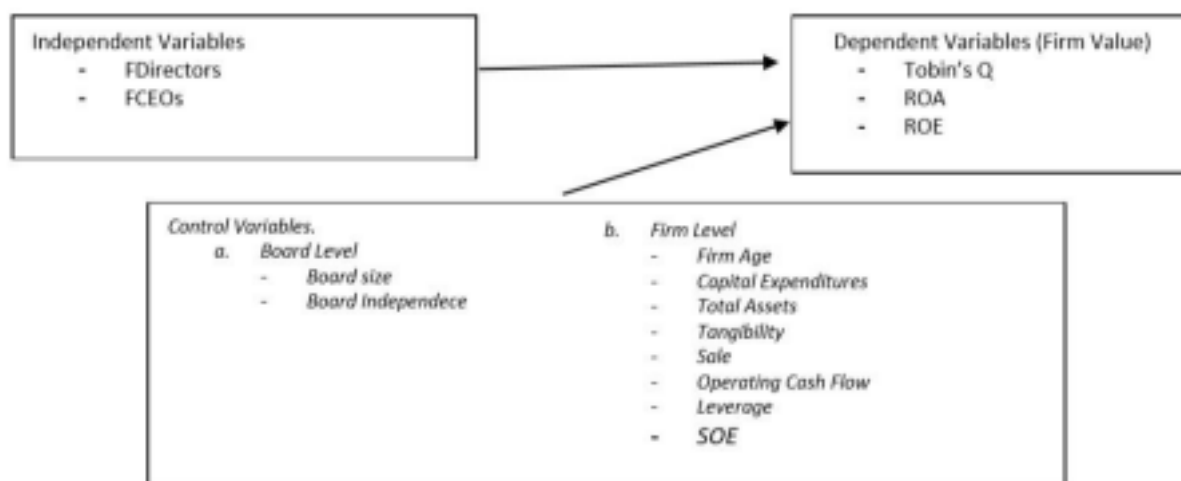 Independent Variables
- FDirectors
- FCEOs
Dependent Variables (Firm Value)
- Tobin's Q
- ROA
- ROE
Control Variables.
a. Board Level
- Board size
- Board Independece
b. Firm Level
- Firm Age
- Capital Expenditures
- Total Assets
- Tangibility
- Sale
- Operating Cash Flow
- Leverage
- SOE